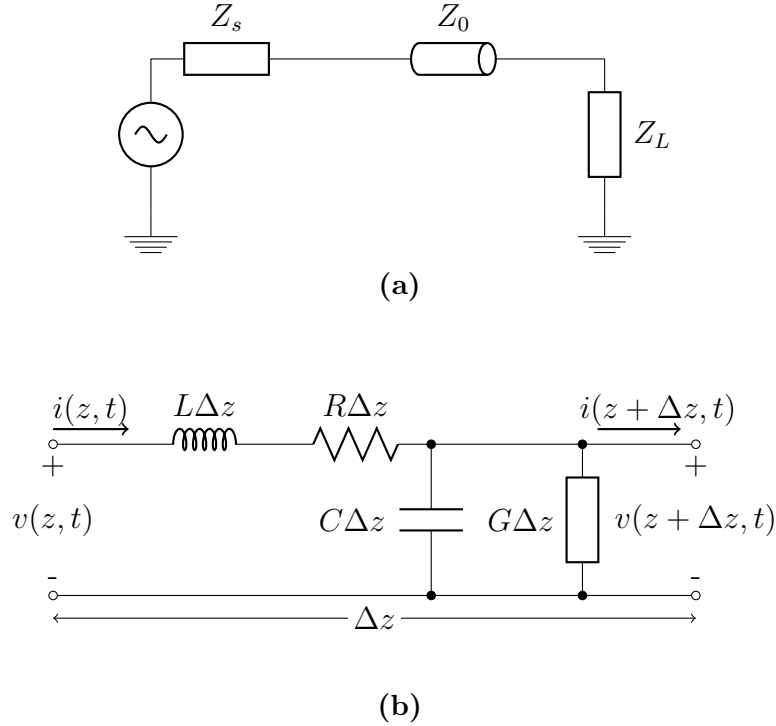 Z_s Z_0
Z_L
(a)
i(z, t) LΔz RΔz i(z + Δz, t)
+ +
v(z, t) CΔz GΔz v(z + Δz, t)
- -
Δz
(b)